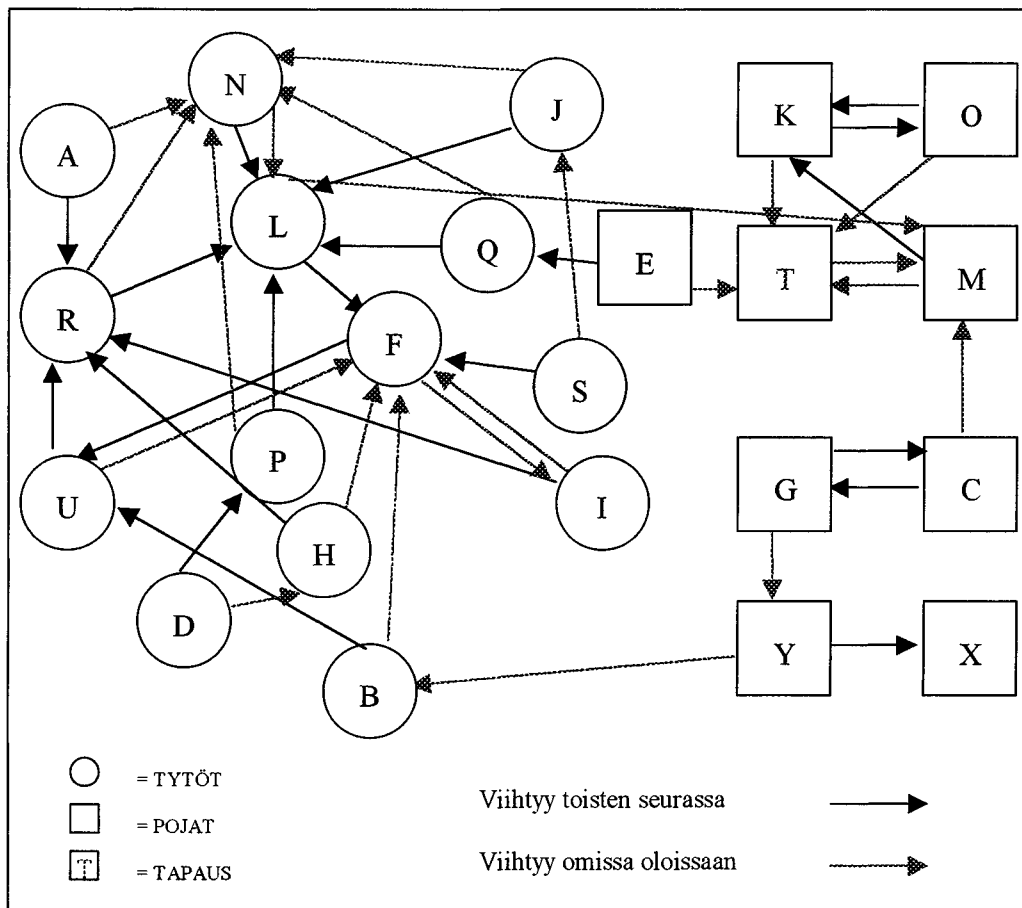 N
J
K
O
A
L
Q
E
T
M
R
F
S
U
P
I
G
C
H
D
B
Y
X
= TYTÖT
= POJAT
T = TAPAUS
Viihtyy toisten seurassa
Viihtyy omissa oloissaan